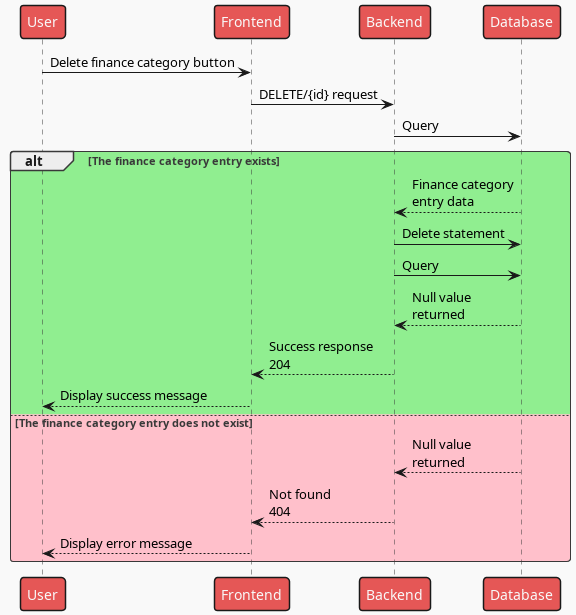 User
Frontend
Backend
Database
Delete finance category button
DELETE/{id} request
Query
alt
[The finance category entry exists]
Finance category
entry data
Delete statement
Query
Null value
returned
Success response
204
Display success message
[The finance category entry does not exist]
Null value
returned
Not found
404
Display error message
User
Frontend
Backend
Database